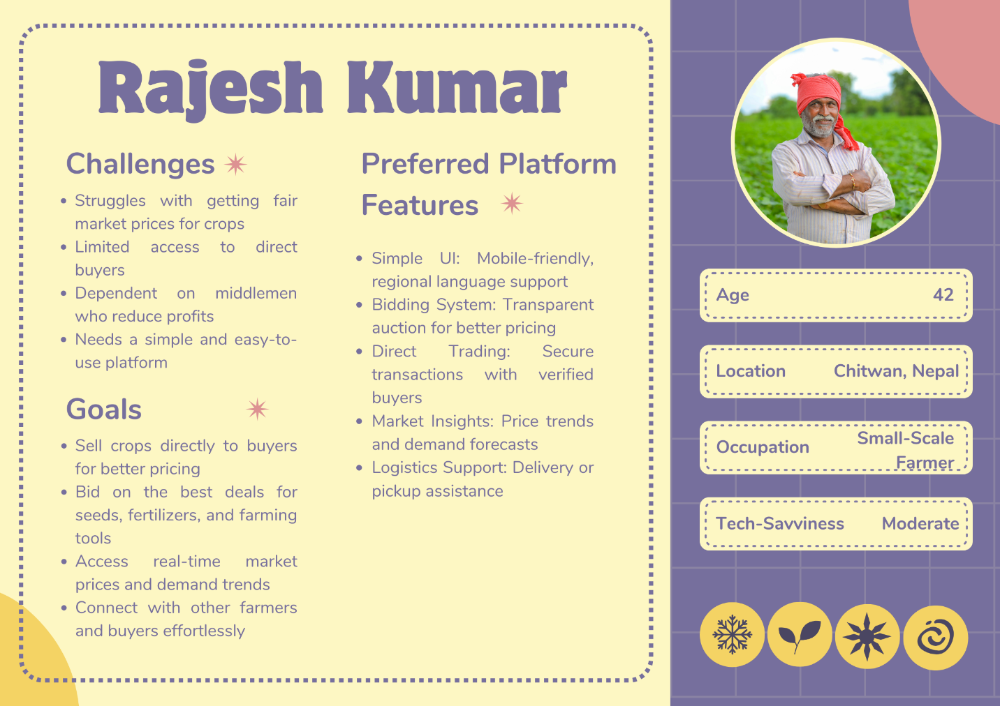 Rajesh Kumar
Challenges
• Struggles with getting fair
market prices for crops
• Limited access to direct
buyers
• Dependent on middlemen
who reduce profits
• Needs a simple and easy-to-
use platform
Goals
• Sell crops directly to buyers
for better pricing
• Bid on the best deals for
seeds, fertilizers, and farming
tools
• Access real-time market
prices and demand trends
• Connect with other farmers
and buyers effortlessly
Preferred Platform
Features
• Simple UI: Mobile-friendly,
regional language support
• Bidding System: Transparent
auction for better pricing
• Direct Trading: Secure
transactions with verified
buyers
• Market Insights: Price trends
and demand forecasts
• Logistics Support: Delivery or
pickup assistance
Age 42
Location Chitwan, Nepal
Occupation Small-Scale
Farmer
Tech-Savviness Moderate